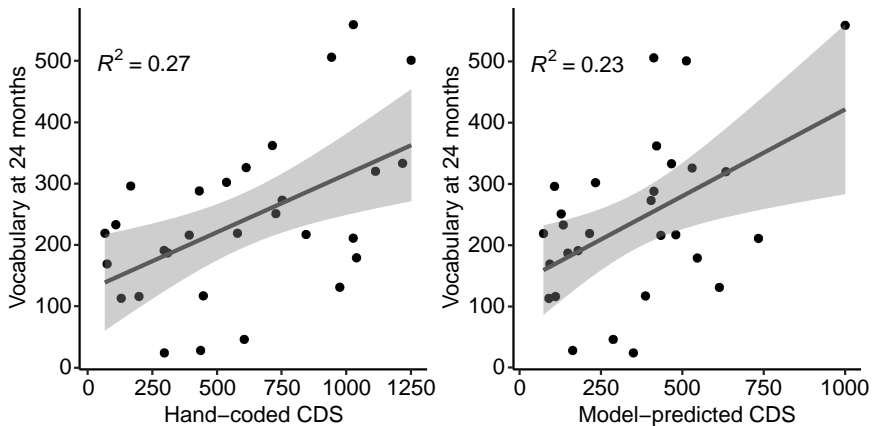 R² = 0.27
Vocabulary at 24 months
500
400
300
200
100
0
0 250 500 750 1000 1250
Hand−coded CDS
R² = 0.23
Vocabulary at 24 months
500
400
300
200
100
0
0 250 500 750 1000
Model−predicted CDS